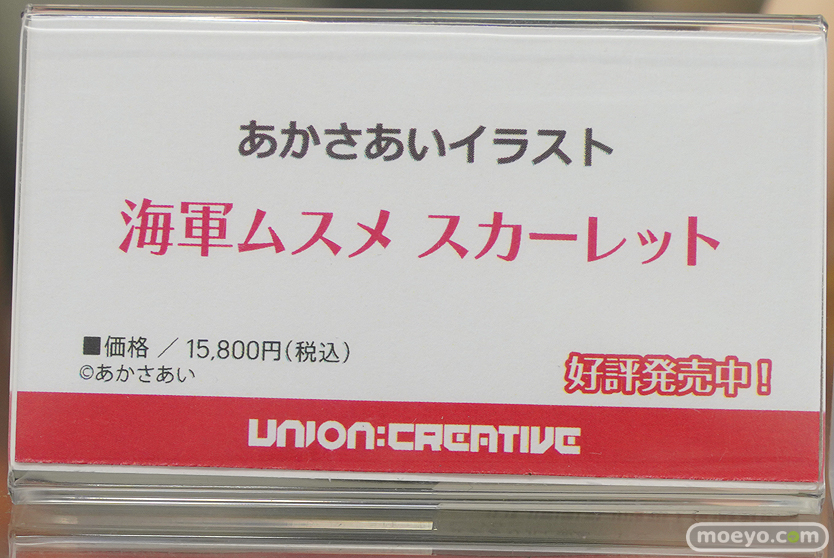 あかさあいイラスト
海軍ムスメ スカーレット
■価格 ／ 15,800円(税込)
©あかさあい
好評発売中！
UNION:CREATIVE
moeyo.com